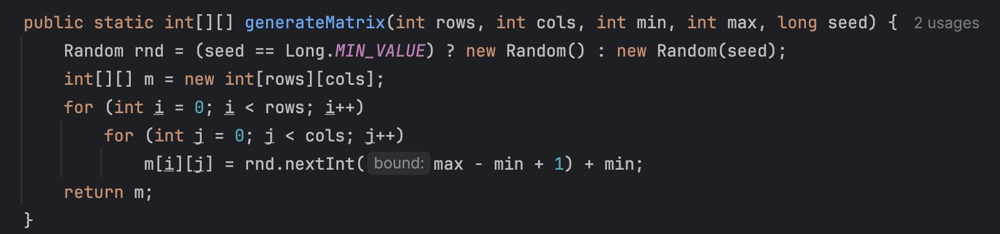 public static int[][] generateMatrix(int rows, int cols, int min, int max, long seed) { 2 usages
    Random rnd = (seed == Long.MIN_VALUE) ? new Random() : new Random(seed);
    int[][] m = new int[rows][cols];
    for (int i = 0; i < rows; i++)
        for (int j = 0; j < cols; j++)
            m[i][j] = rnd.nextInt( bound: max - min + 1) + min;
    return m;
}